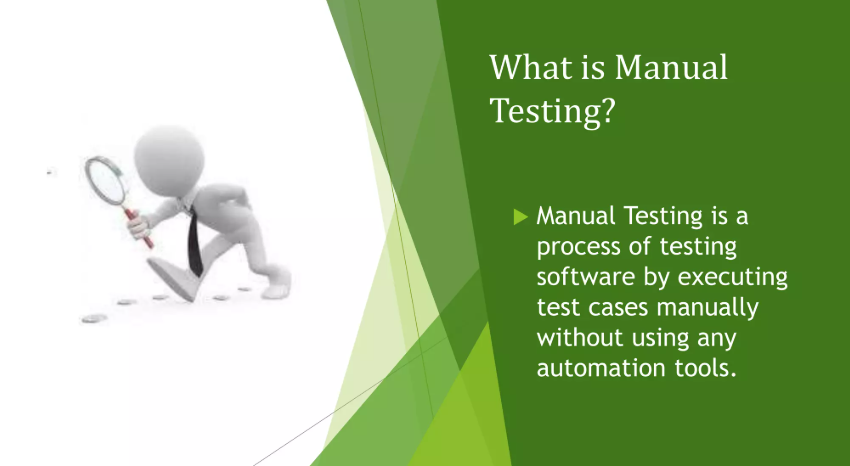 What is Manual
Testing?
Manual Testing is a
process of testing
software by executing
test cases manually
without using any
automation tools.